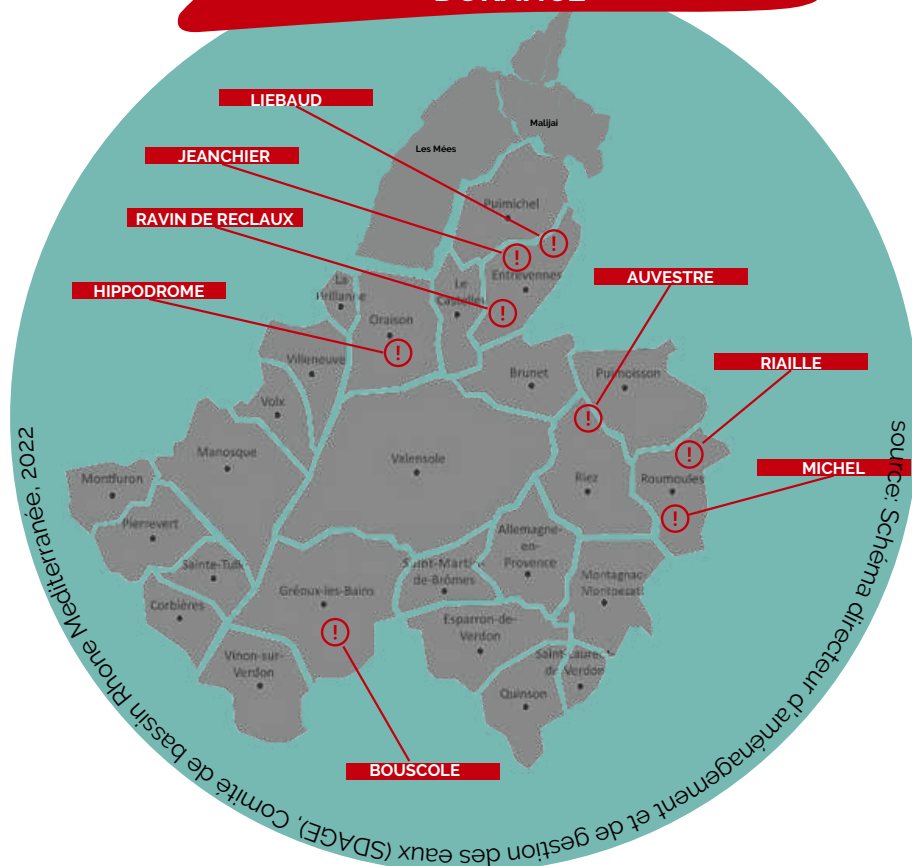 DURANCE
LIEBAUD
Malijai
Les Mées
JEANCHIER
Puimichel
RAVIN DE RECLAUX
Entrevennes
AUVESTRE
La
Brillanne
Le
Castellet
HIPPODROME
Oraison
Villeneuve
Brunet
Puimoisson
RIAILLE
Volx
Manosque
Valensole
MICHEL
Montfuron
Riez
Roumoules
Pierrevert
Allemagne-
en-
Provence
Sainte-Tulle
Saint-Martin-
de-Brômes
Montagnac
Montpezat
Gréoux-les-Bains
Corbières
Esparron-de-
Verdon
Vinon-sur-
Verdon
Saint-Laurent
de Verdon
Quinson
BOUSCOLE
source: Schéma directeur d'aménagement et de gestion des eaux (SDAGE), Comité de bassin Rhone Mediterranée, 2022